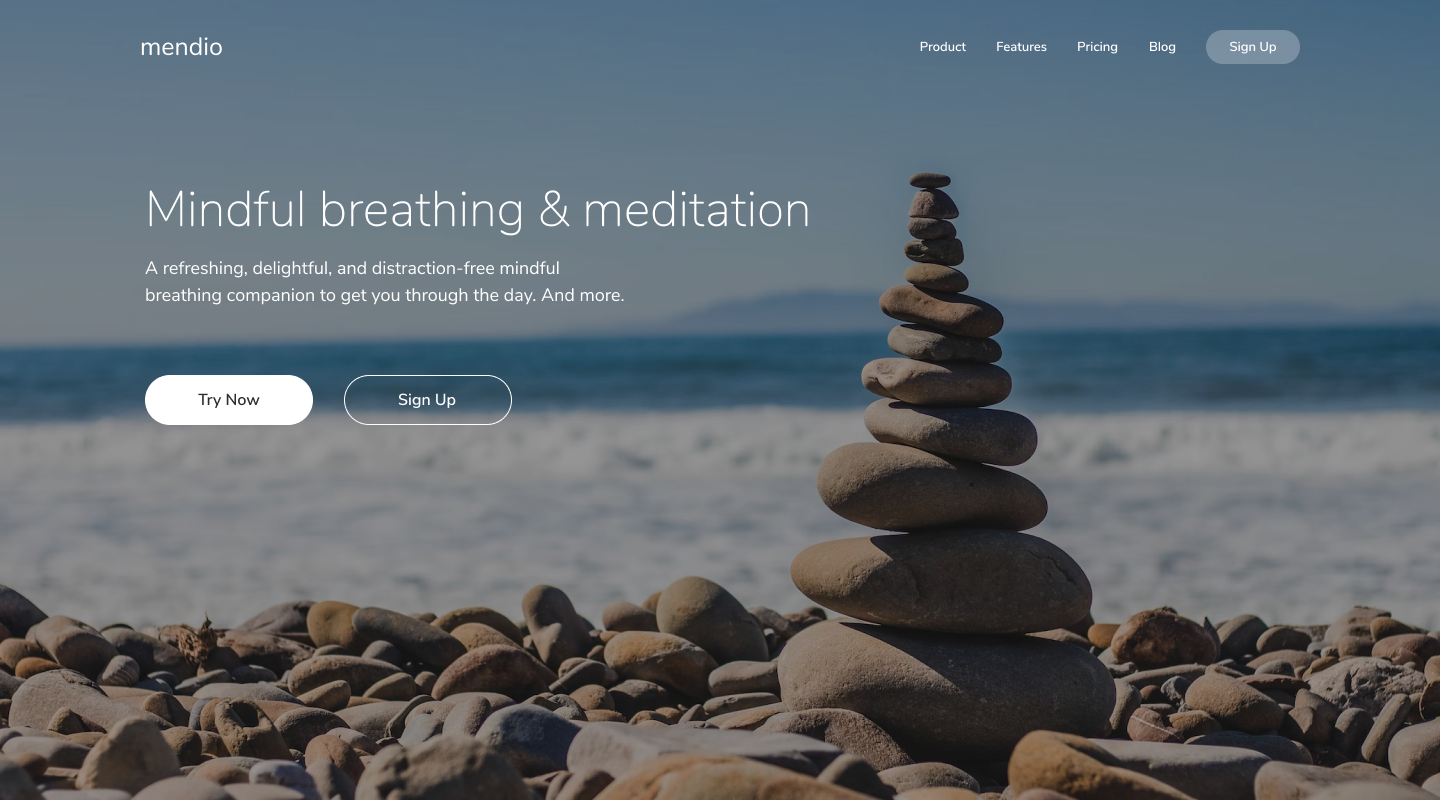 mendio
Product
Features
Pricing
Blog
Sign Up
Mindful breathing & meditation
A refreshing, delightful, and distraction-free mindful
breathing companion to get you through the day. And more.
Try Now
Sign Up